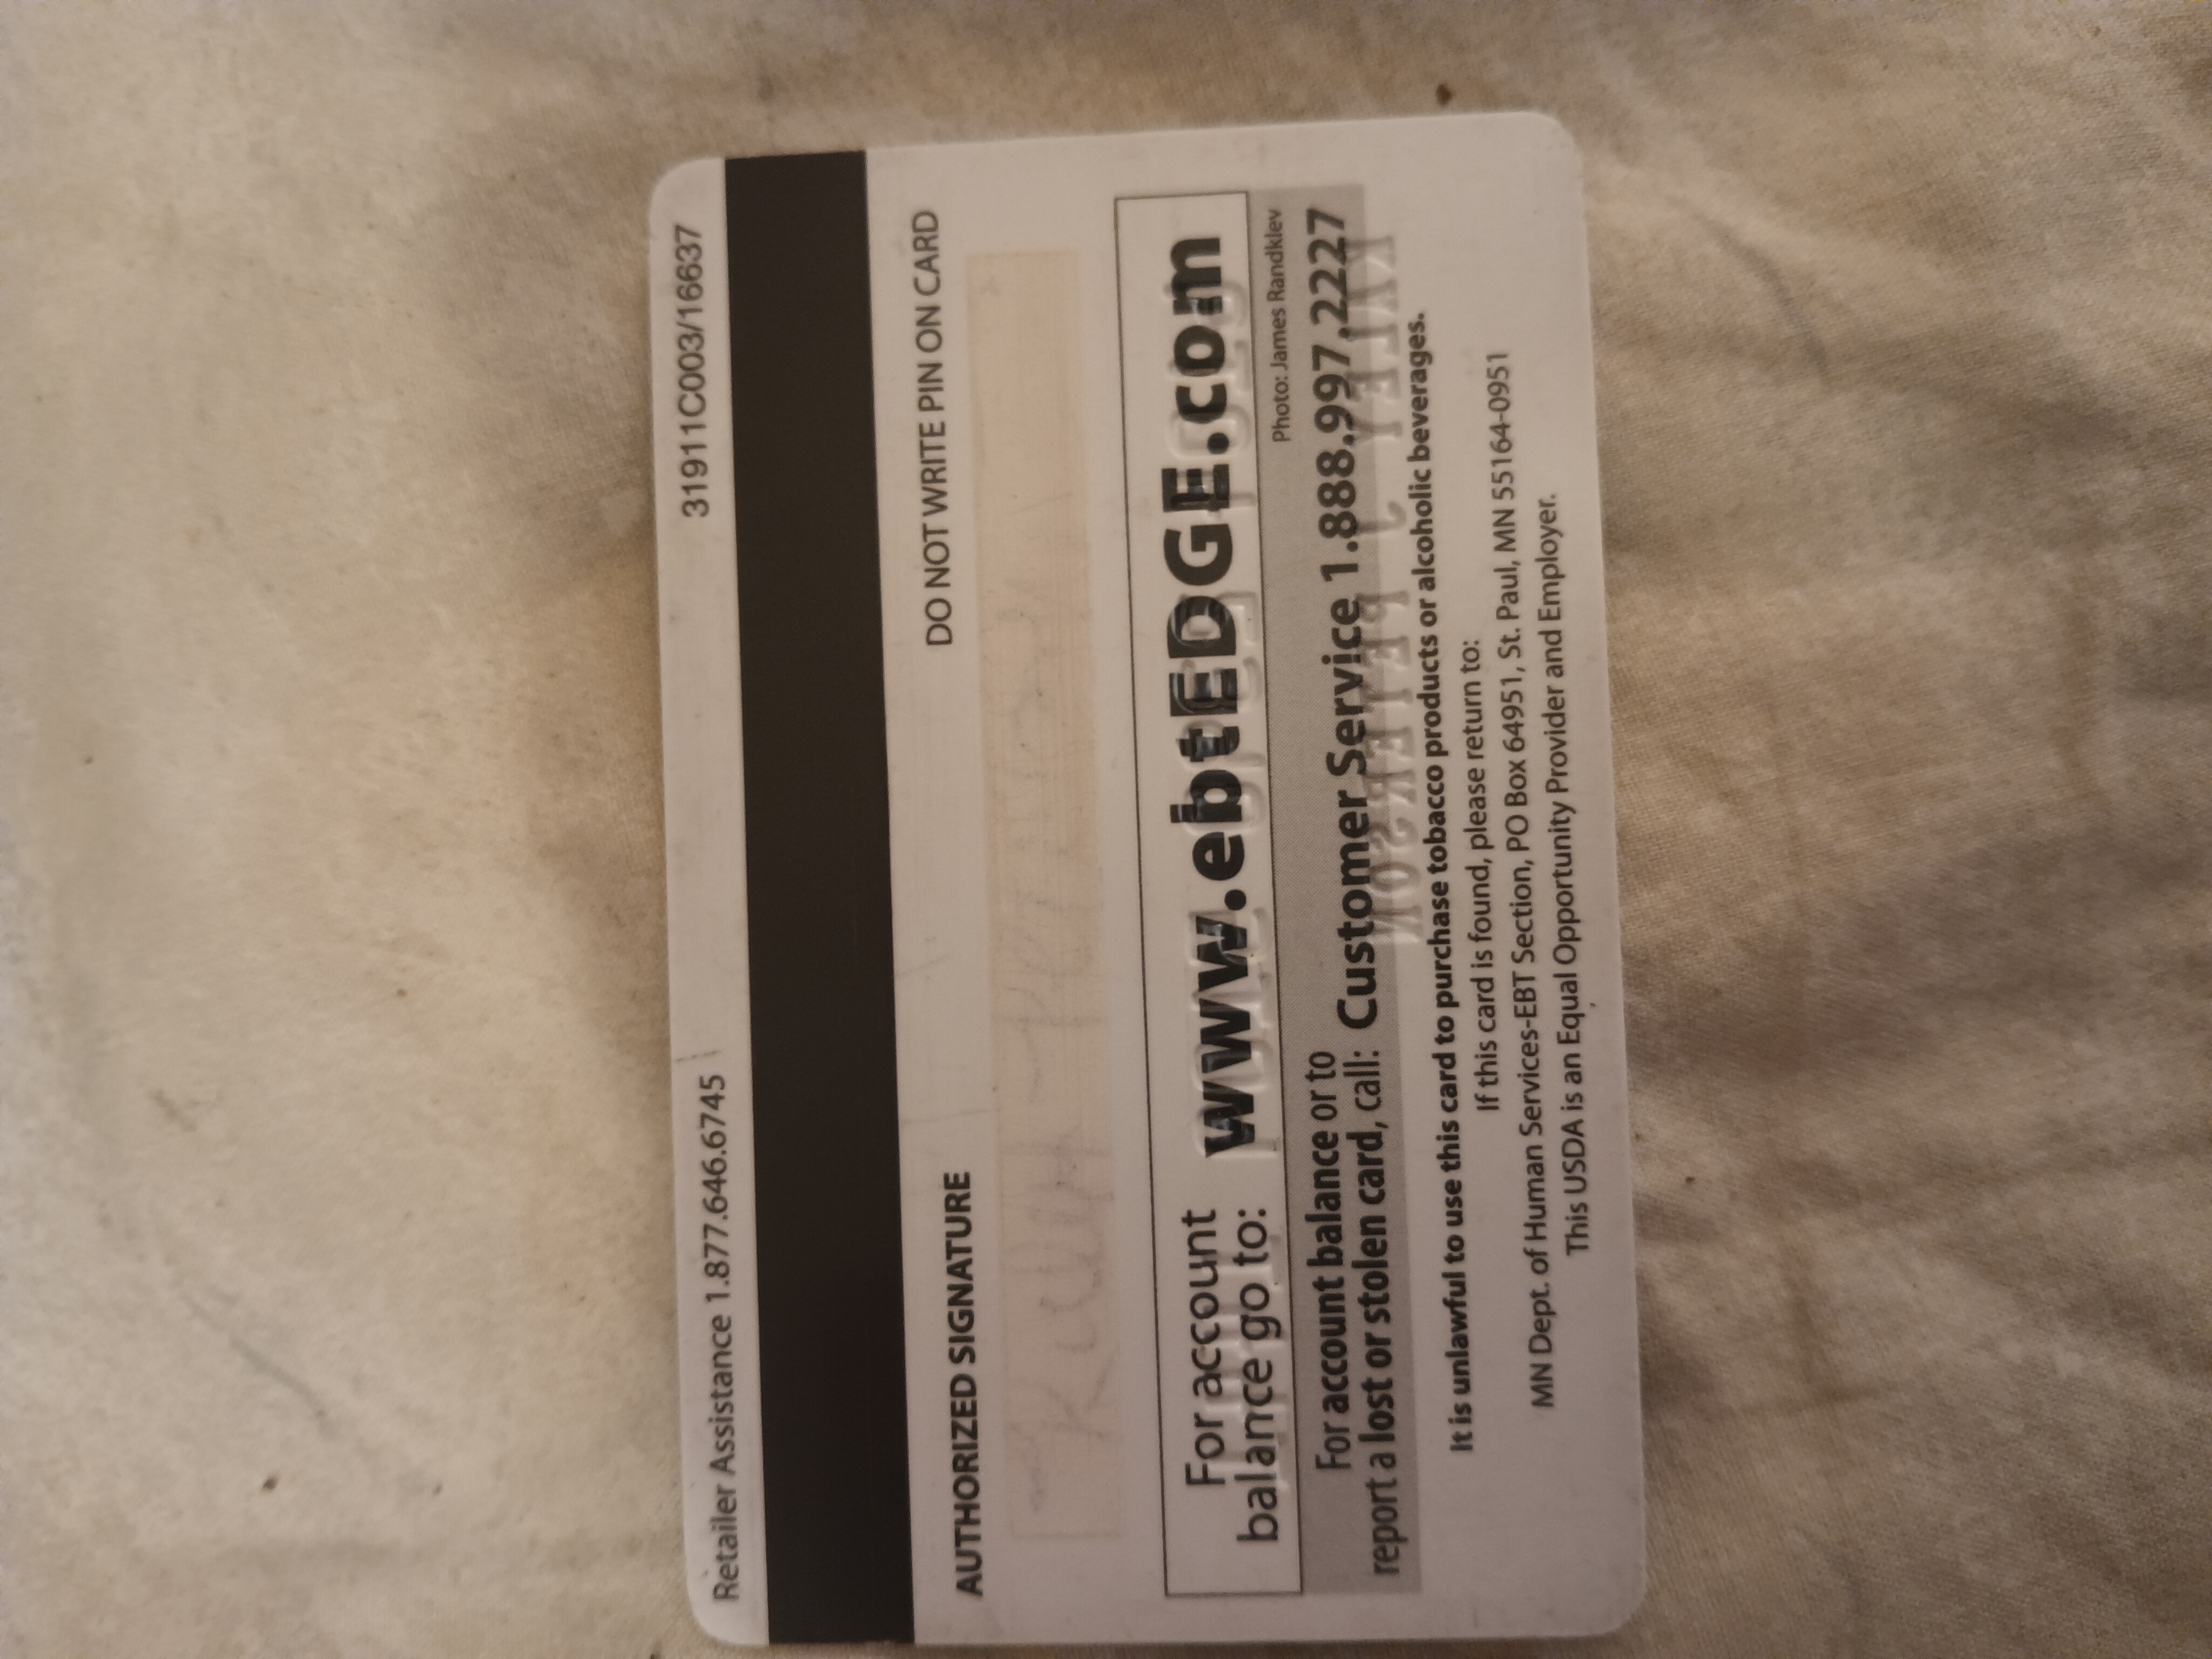 Retailer Assistance 1.877.646.6745 31911C003/16637
DO NOT WRITE PIN ON CARD
AUTHORIZED SIGNATURE
For account
balance go to: www.ebtEDGE.com
Photo: James Randklev
For account balance or to
report a lost or stolen card, call: Customer Service 1.888.997.2227
It is unlawful to use this card to purchase tobacco products or alcoholic beverages.
If this card is found, please return to:
MN Dept. of Human Services-EBT Section, PO Box 64951, St. Paul, MN 55164-0951
This USDA is an Equal Opportunity Provider and Employer.